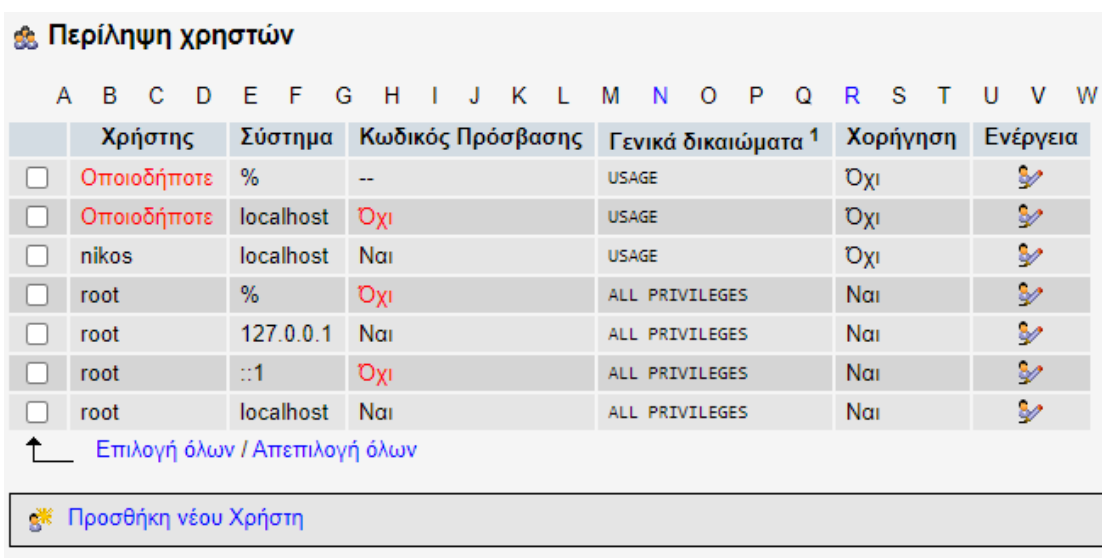 Περίληψη χρηστών
A B C D E F G H I J K L M N O P Q R S T U V W
Χρήστης Σύστημα Κωδικός Πρόσβασης Γενικά δικαιώματα 1 Χορήγηση Ενέργεια
Οποιοδήποτε % -- USAGE Όχι
Οποιοδήποτε localhost Όχι USAGE Όχι
nikos localhost Ναι USAGE Όχι
root % Όχι ALL PRIVILEGES Ναι
root 127.0.0.1 Ναι ALL PRIVILEGES Ναι
root ::1 Όχι ALL PRIVILEGES Ναι
root localhost Ναι ALL PRIVILEGES Ναι
Επιλογή όλων / Απεπιλογή όλων
Προσθήκη νέου Χρήστη